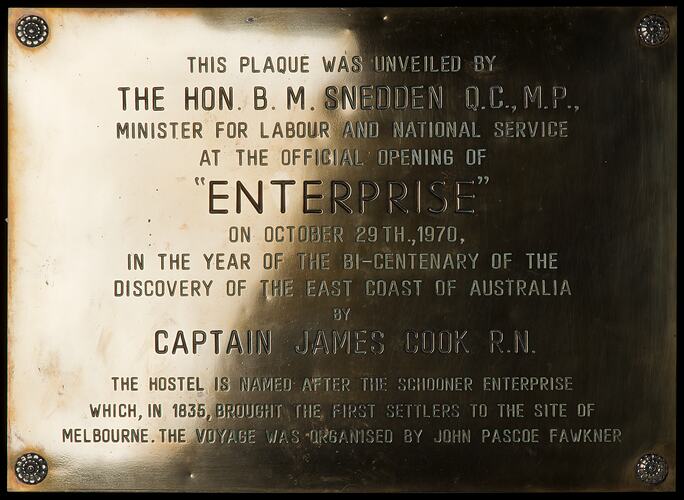 THIS PLAQUE WAS UNVEILED BY
THE HON. B. M. SNEDDEN Q.C., M.P.,
MINISTER FOR LABOUR AND NATIONAL SERVICE
AT THE OFFICIAL OPENING OF
"ENTERPRISE"
ON OCTOBER 29TH.,1970,
IN THE YEAR OF THE BI-CENTENARY OF THE
DISCOVERY OF THE EAST COAST OF AUSTRALIA
BY
CAPTAIN JAMES COOK R.N.
THE HOSTEL IS NAMED AFTER THE SCHOONER ENTERPRISE
WHICH, IN 1835, BROUGHT THE FIRST SETTLERS TO THE SITE OF
MELBOURNE. THE VOYAGE WAS ORGANISED BY JOHN PASCOE FAWKNER